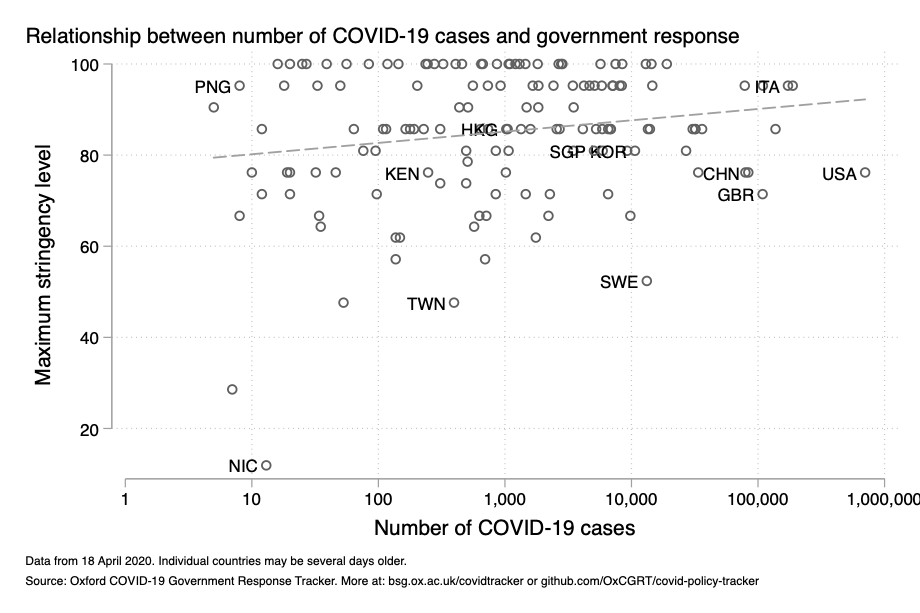 Relationship between number of COVID-19 cases and government response
Maximum stringency level
100
80
60
40
20
PNG
ITA
HKG
SGP KOR
KEN
CHN
USA
GBR
SWE
TWN
NIC
1 10 100 1,000 10,000 100,000 1,000,000
Number of COVID-19 cases
Data from 18 April 2020. Individual countries may be several days older.
Source: Oxford COVID-19 Government Response Tracker. More at: bsg.ox.ac.uk/covidtracker or github.com/OxCGRT/covid-policy-tracker